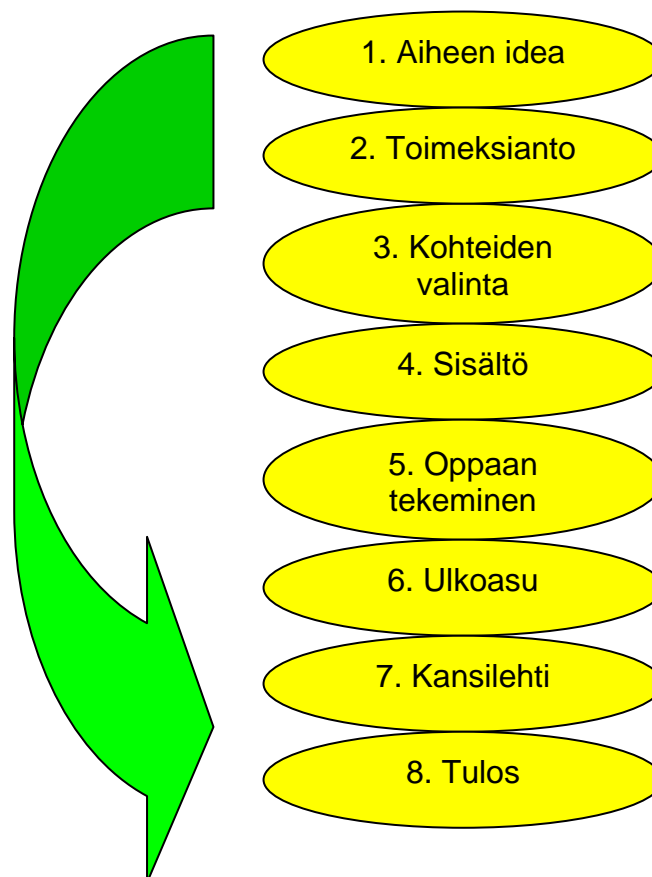 1. Aiheen idea
2. Toimeksianto
3. Kohteiden
valinta
4. Sisältö
5. Oppaan
tekeminen
6. Ulkoasu
7. Kansilehti
8. Tulos